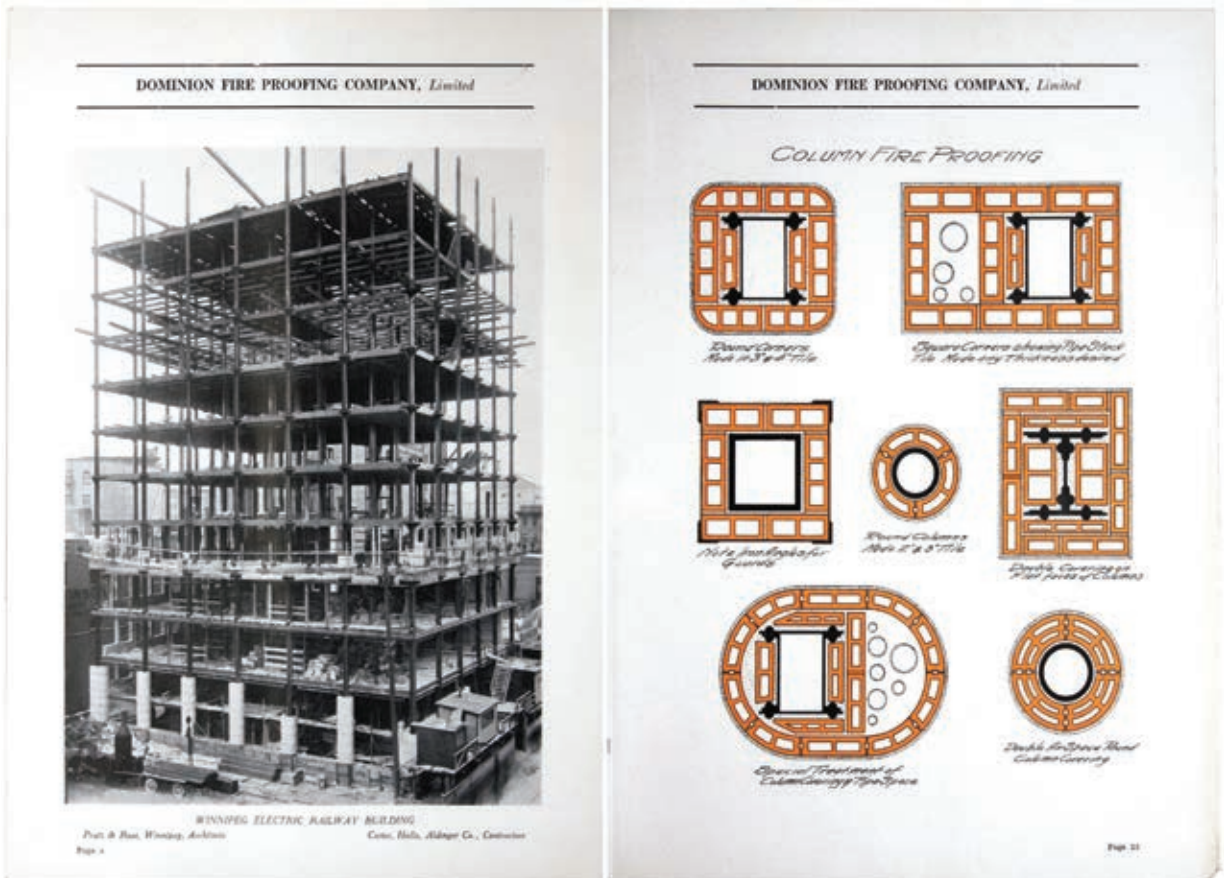 DOMINION FIRE PROOFING COMPANY, Limited
WINNIPEG ELECTRIC RAILWAY BUILDING
Pratt & Ross, Winnipeg, Architects
Carter, Halls, Aldinger Co., Contractors
Page
DOMINION FIRE PROOFING COMPANY, Limited
COLUMN FIRE PROOFING
Round Corners
Made in 3" & 4" Tile
Square Corners showing Pipe Space
Tile Made any Thickness desired
Note Iron Angles for
Guards
Round Columns
Made 2" & 3" Tile
Double Covering on
Flat faces of Columns
Special Treatment of
Column Covering & Pipe Space
Double Air Space Round
Column Covering
Page